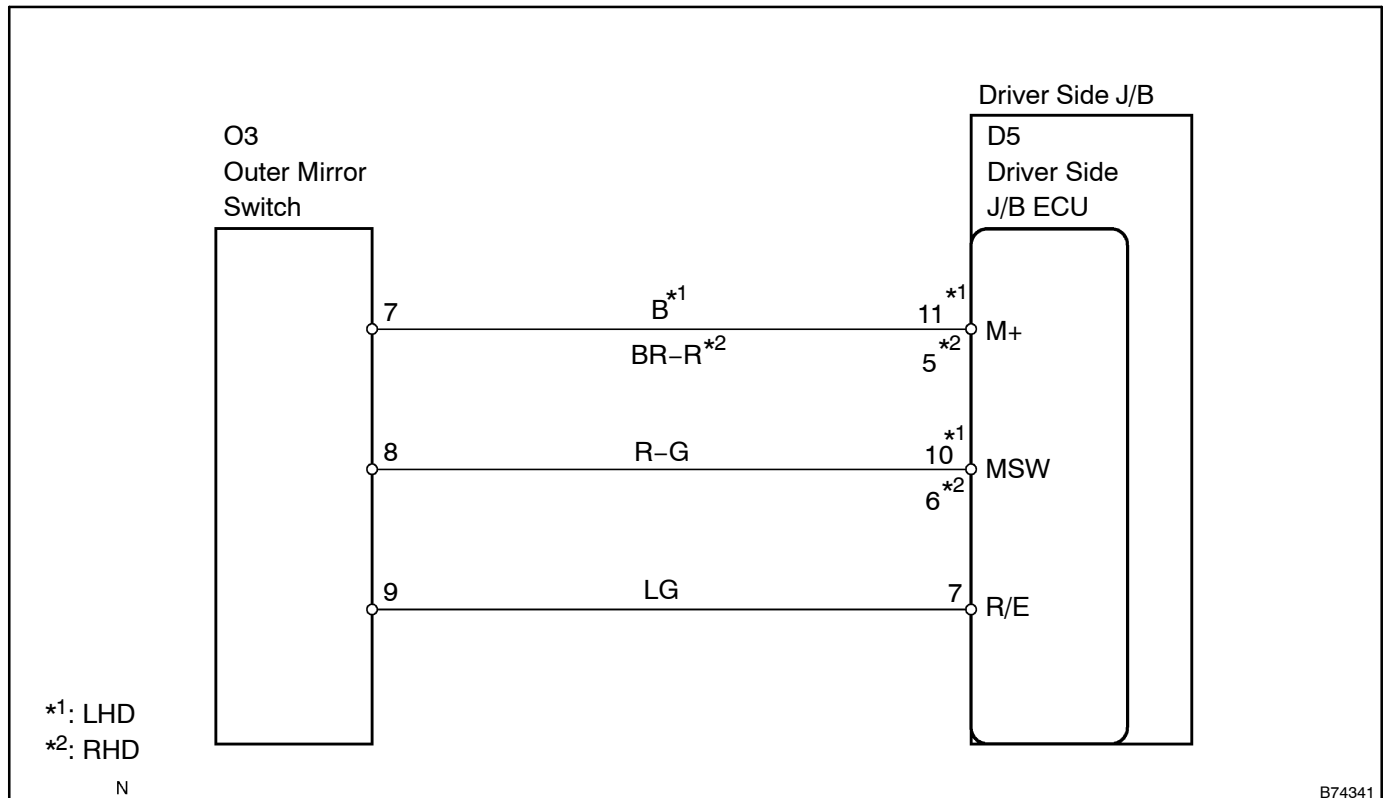 Driver Side J/B
O3
Outer Mirror
Switch
D5
Driver Side
J/B ECU
7
B*1
BR–R*2
11*1
5*2
M+
8
R–G
10*1
6*2
MSW
9
LG
7
R/E
*1: LHD
*2: RHD
N
B74341